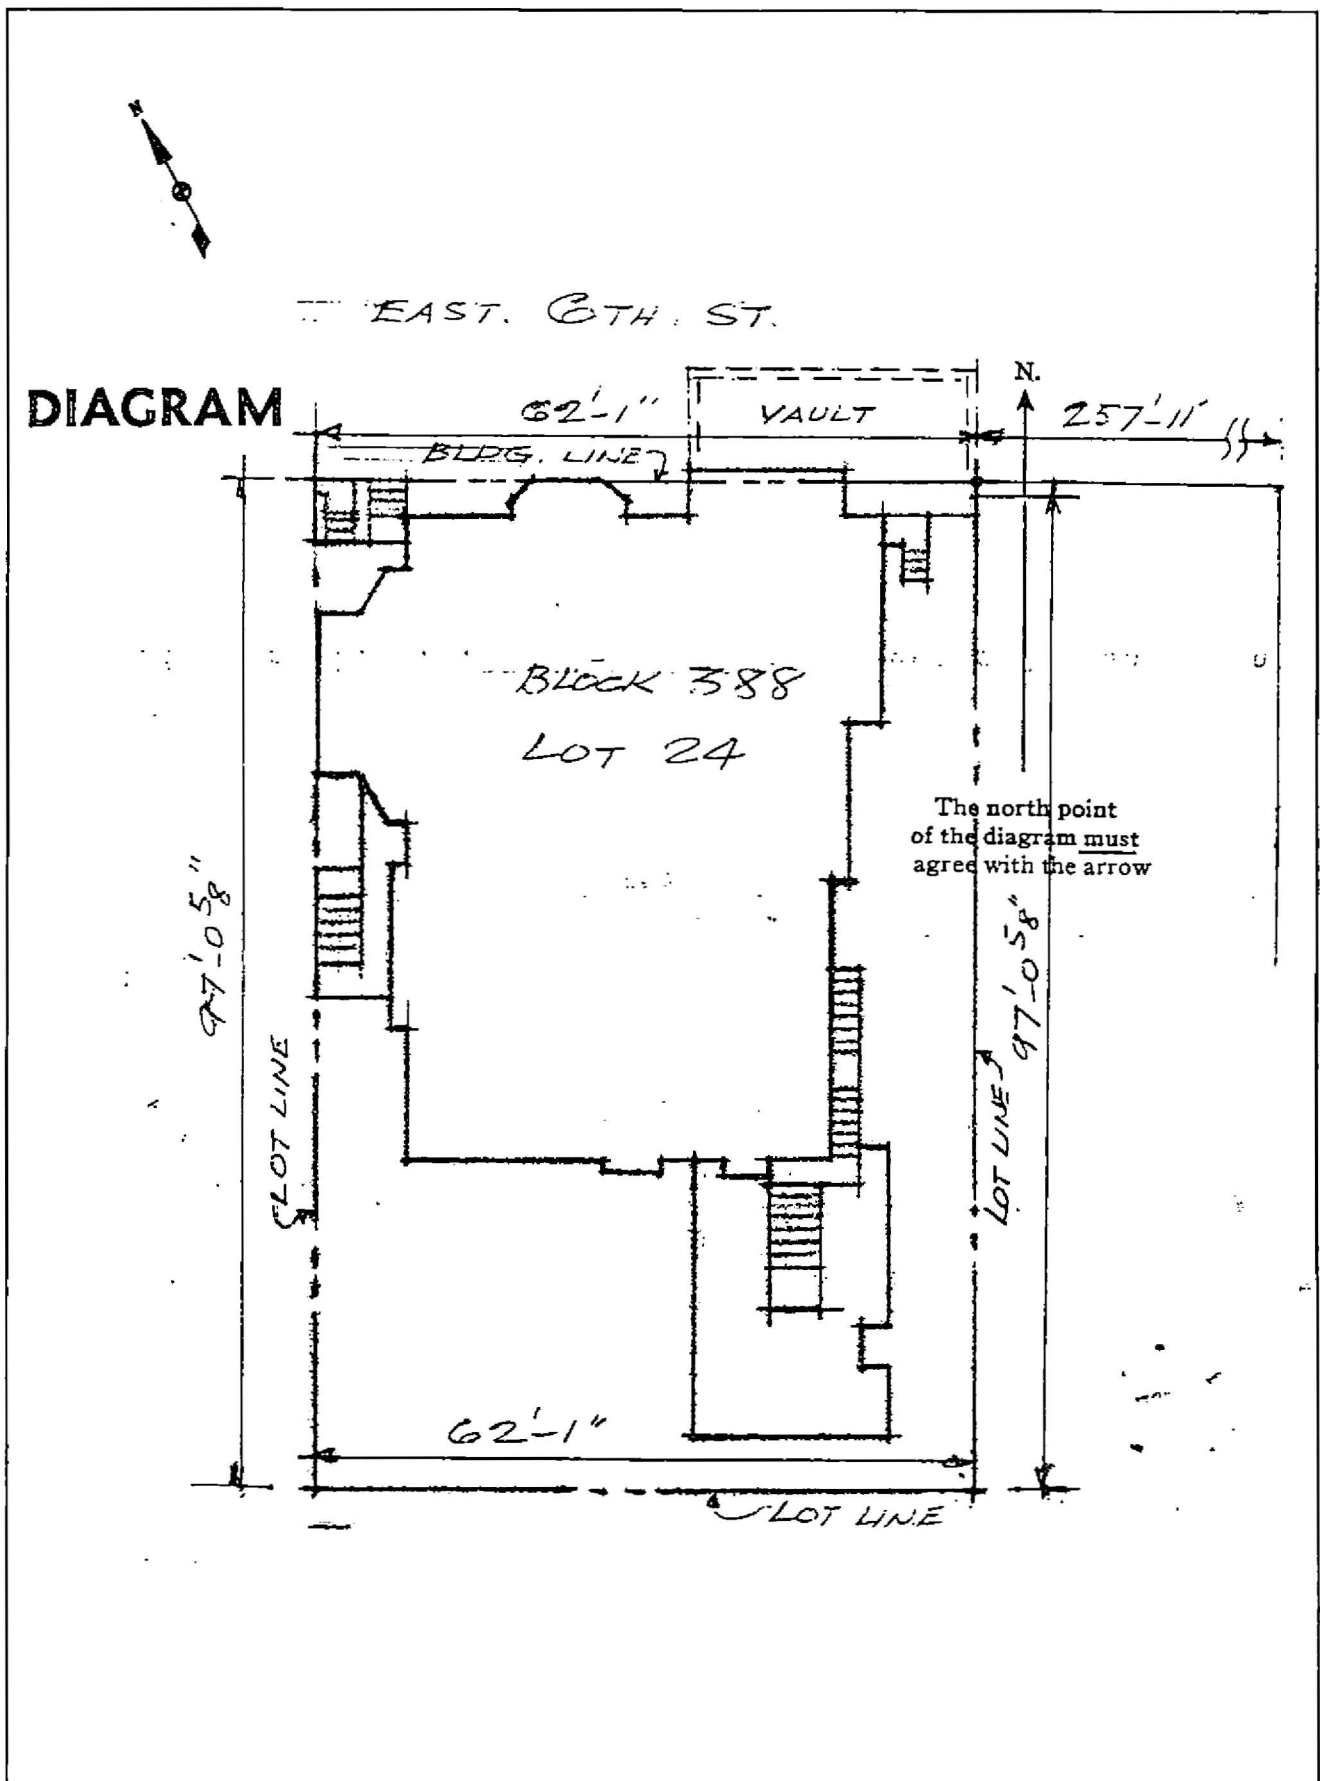 N
EAST. 6TH. ST.
DIAGRAM
62'-1"
VAULT
N.
257'-11"
BLDG. LINE
BLOCK 388
LOT 24
The north point
of the diagram must
agree with the arrow
97'-0 5/8"
97'-0 5/8"
LOT LINE
LOT LINE
62'-1"
LOT LINE